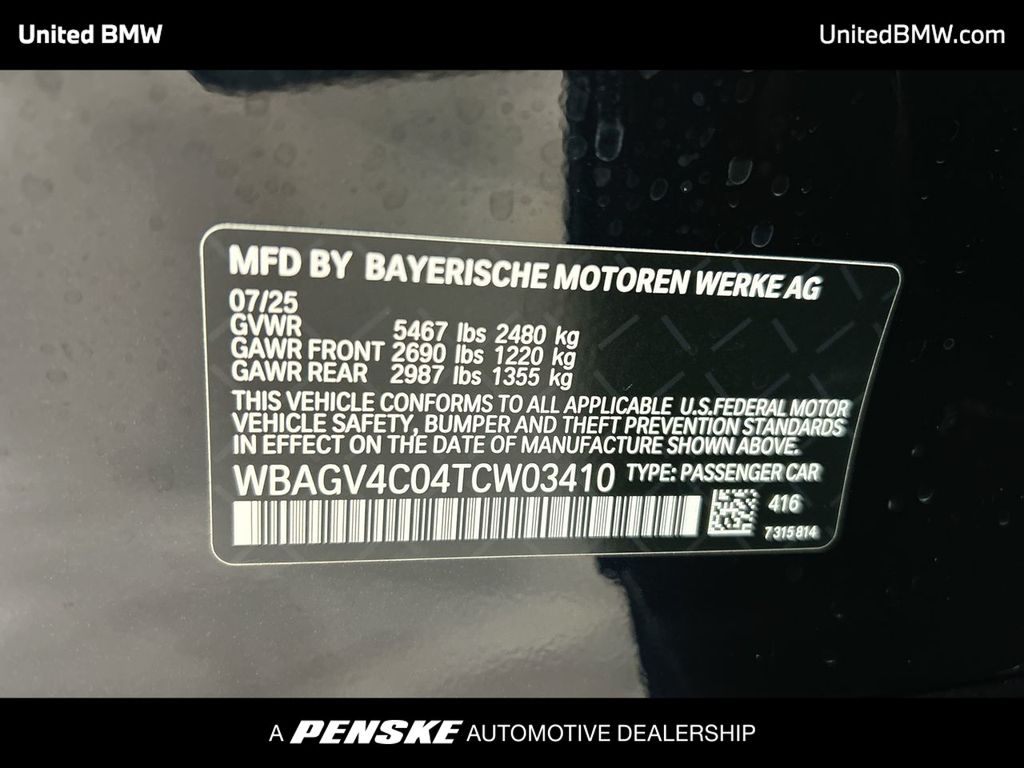 United BMW
UnitedBMW.com
MFD BY BAYERISCHE MOTOREN WERKE AG
07/25
GVWR 5467 lbs 2480 kg
GAWR FRONT 2690 lbs 1220 kg
GAWR REAR 2987 lbs 1355 kg
THIS VEHICLE CONFORMS TO ALL APPLICABLE U.S.FEDERAL MOTOR
VEHICLE SAFETY, BUMPER AND THEFT PREVENTION STANDARDS
IN EFFECT ON THE DATE OF MANUFACTURE SHOWN ABOVE.
WBAGV4C04TCW03410 TYPE: PASSENGER CAR
416
7315814
A PENSKE AUTOMOTIVE DEALERSHIP